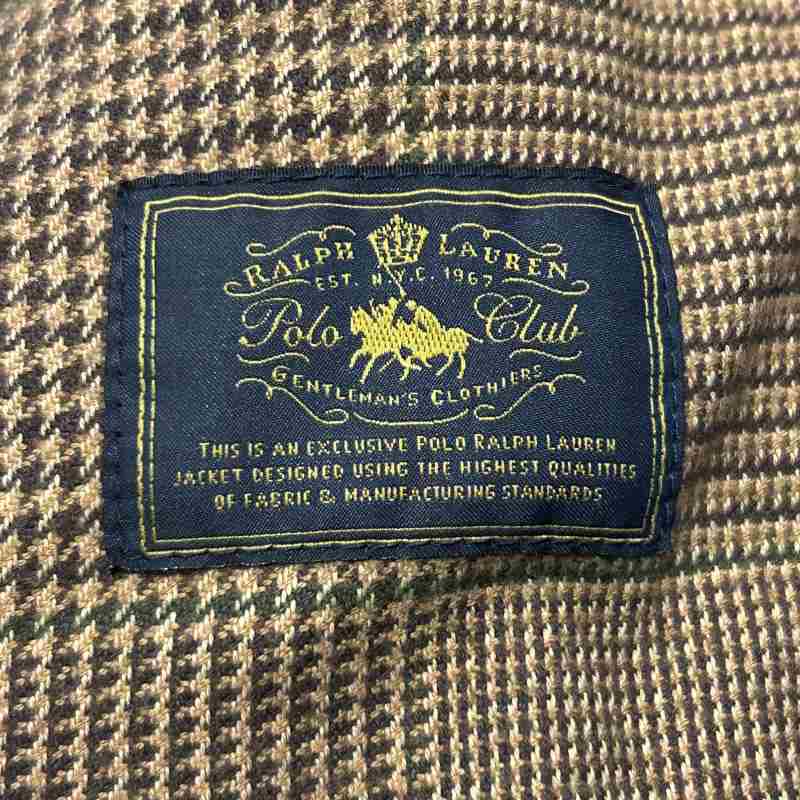 RALPH LAUREN
EST. N.Y.C. 1967
Polo Club
GENTLEMAN'S CLOTHIERS
THIS IS AN EXCLUSIVE POLO RALPH LAUREN
JACKET DESIGNED USING THE HIGHEST QUALITIES
OF FABRIC & MANUFACTURING STANDARDS